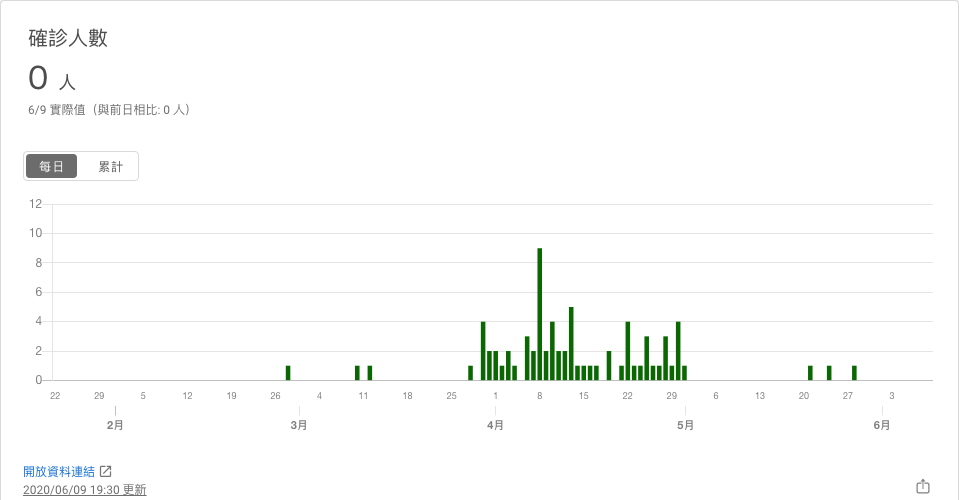 確診人數
0 人
6/9 實際值（與前日相比: 0 人）
每日 累計
12
10
8
6
4
2
0
22 29 5 12 19 26 4 11 18 25 1 8 15 22 29 6 13 20 27 3
2月 3月 4月 5月 6月
開放資料連結
2020/06/09 19:30 更新